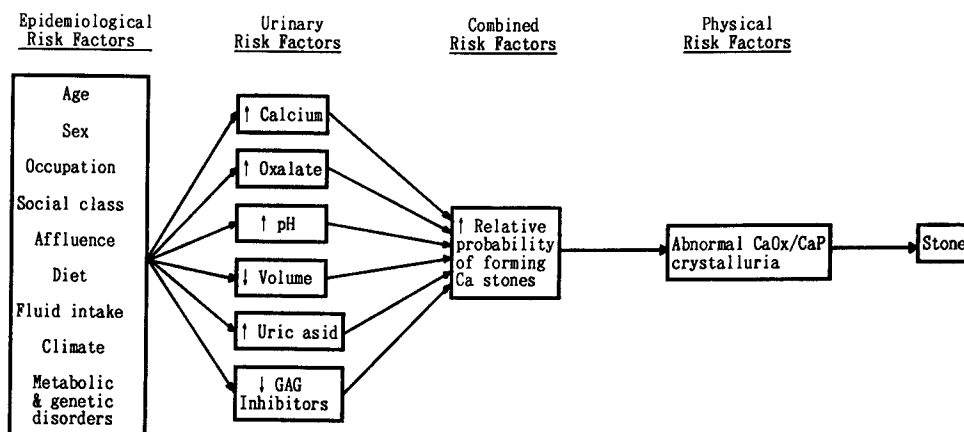 Epidemiological
Risk Factors
Urinary
Risk Factors
Combined
Risk Factors
Physical
Risk Factors
Age
Sex
Occupation
Social class
Affluence
Diet
Fluid intake
Climate
Metabolic
& genetic
disorders
↑ Calcium
↑ Oxalate
↑ pH
↓ Volume
↑ Uric asid
↓ GAG
Inhibitors
↑ Relative
probability
of forming
Ca stones
Abnormal CaOx/CaP
crystalluria
Stone